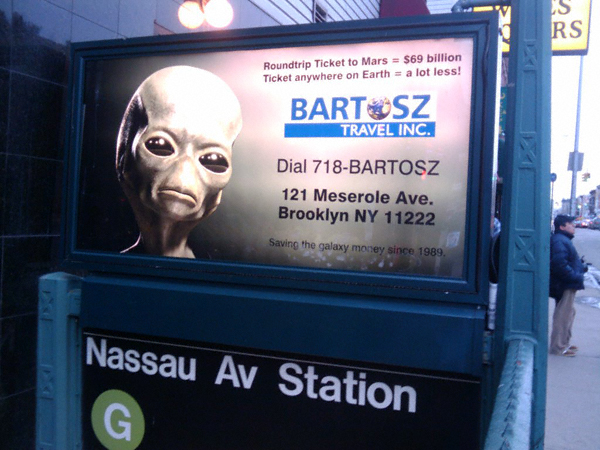 Roundtrip Ticket to Mars = $69 billion
Ticket anywhere on Earth = a lot less!
BARTOSZ
TRAVEL INC.
Dial 718-BARTOSZ
121 Meserole Ave.
Brooklyn NY 11222
Saving the galaxy money since 1989.
Nassau Av Station
G